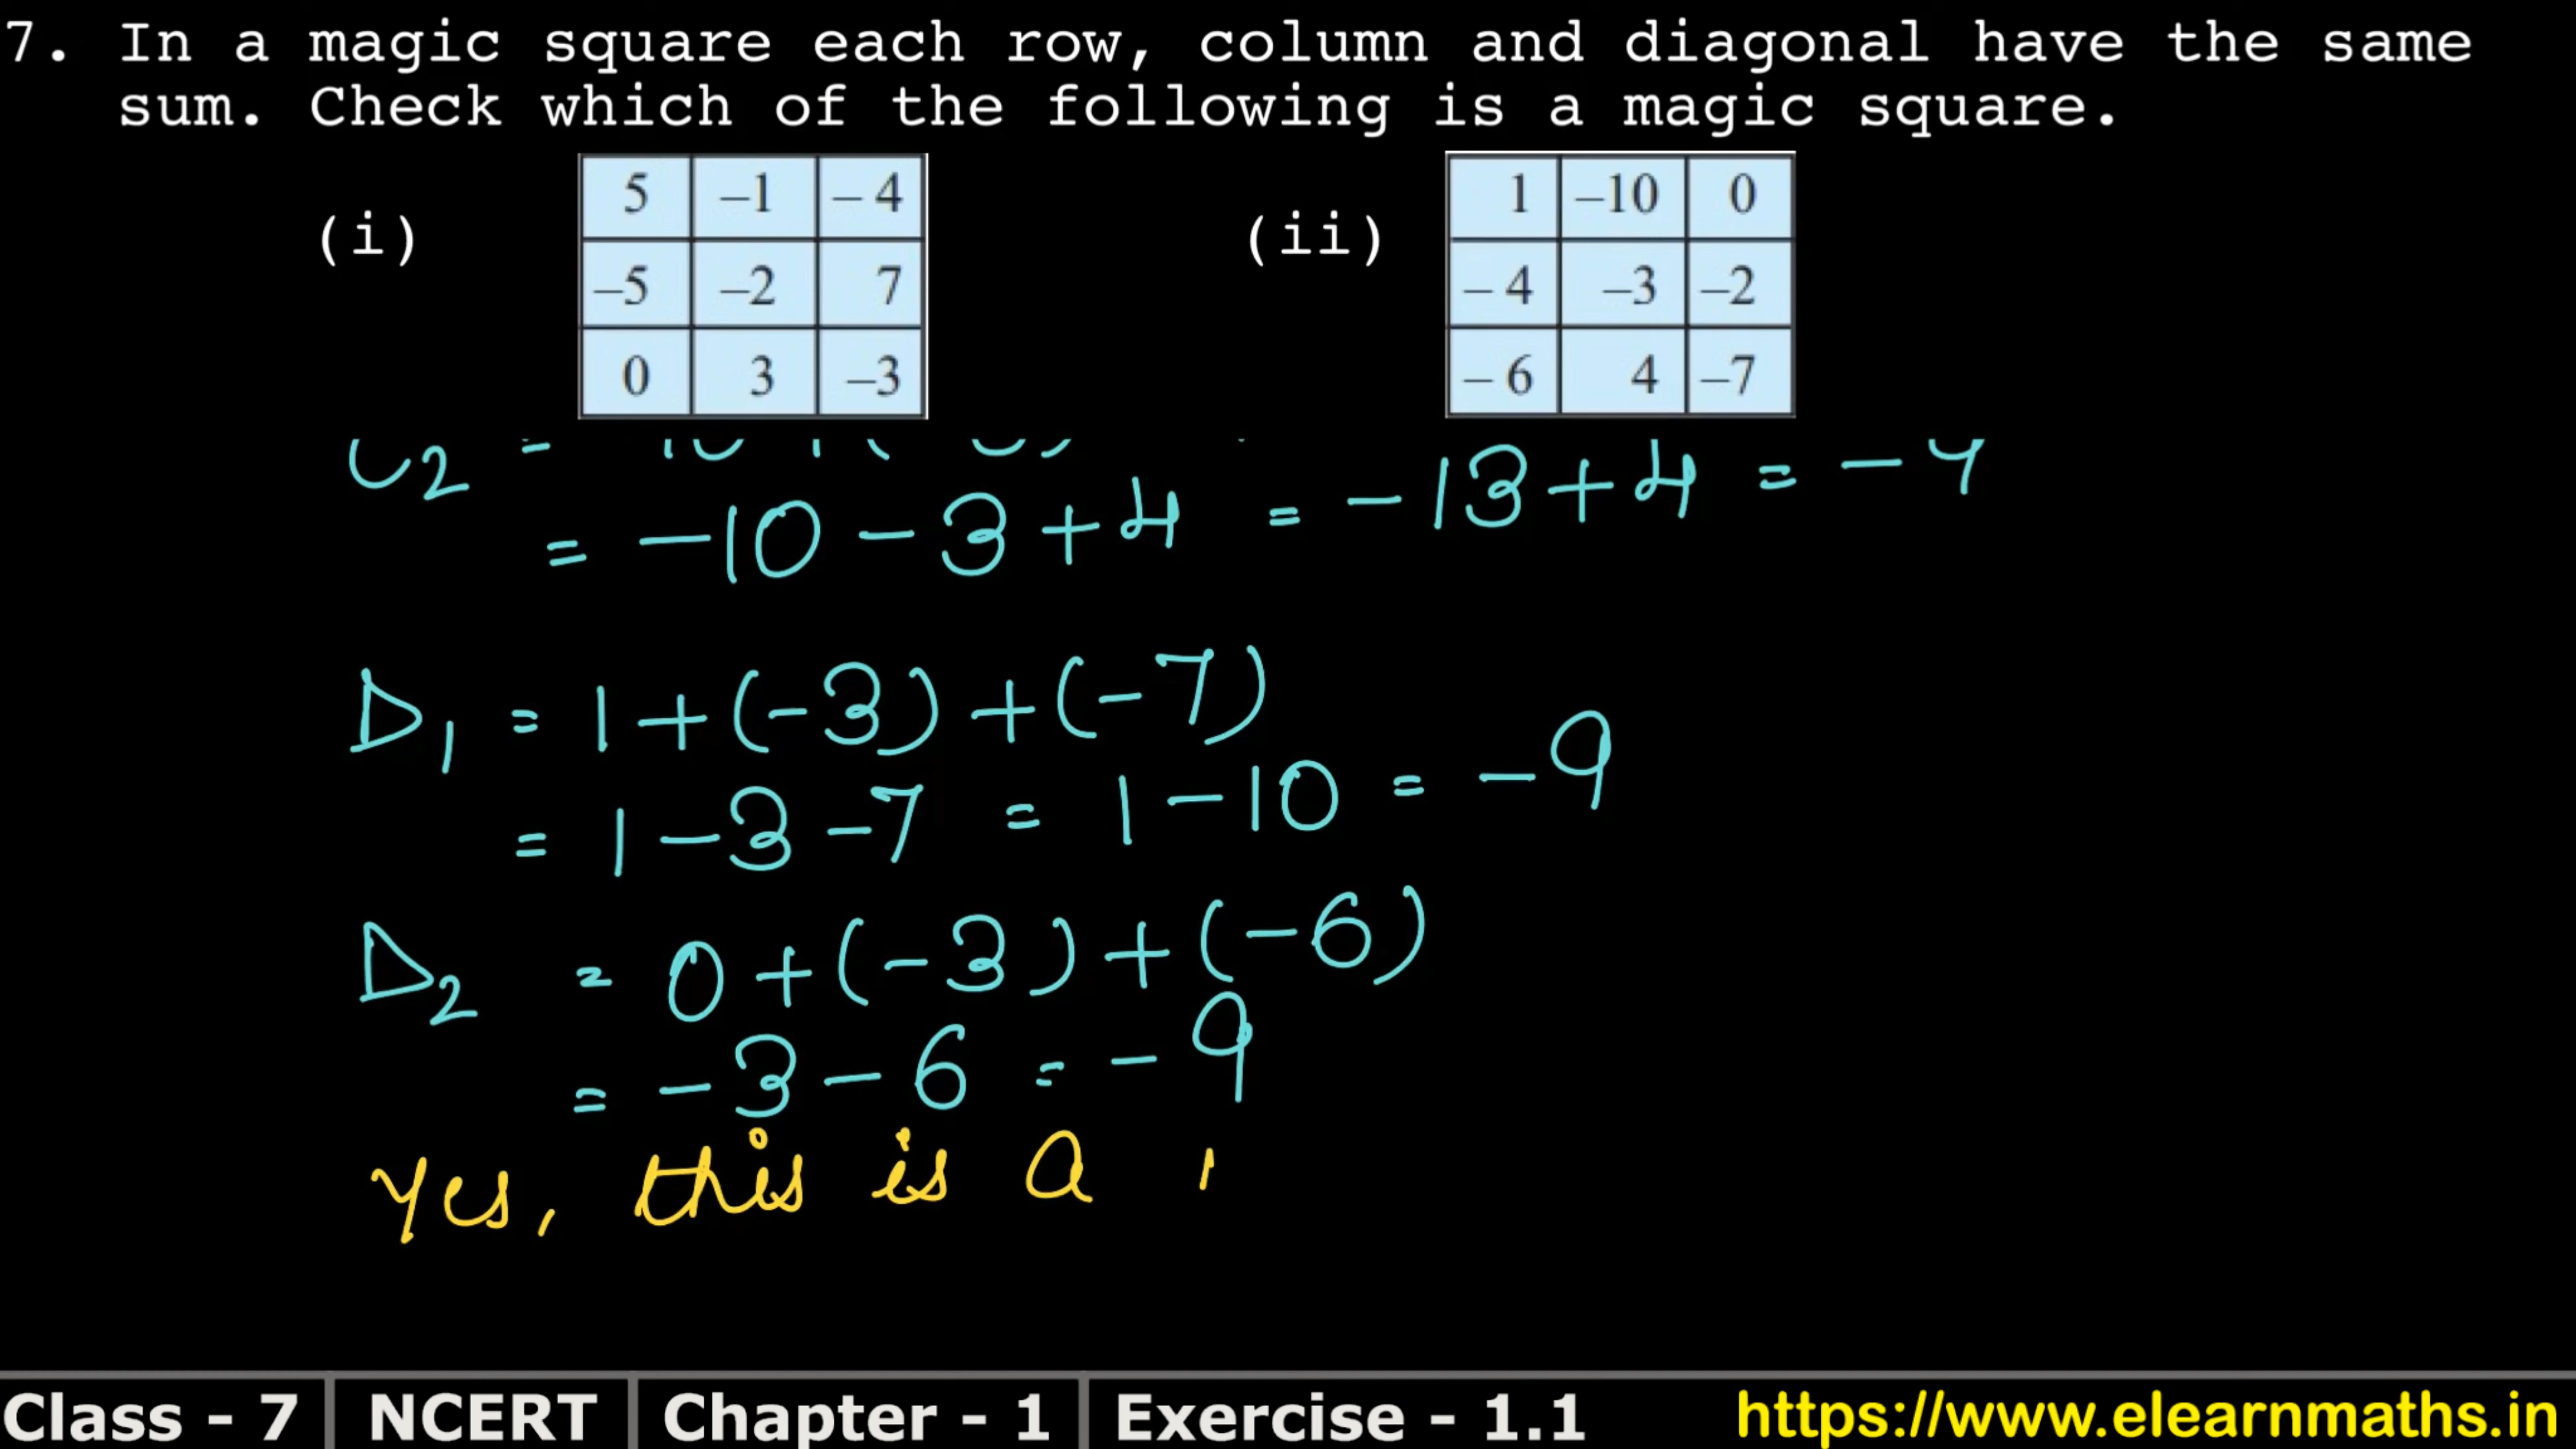 7. In a magic square each row, column and diagonal have the same
sum. Check which of the following is a magic square.
(i)
5 –1 – 4
–5 –2 7
0 3 –3
(ii)
1 –10 0
– 4 –3 –2
– 6 4 –7
C2 =
= -10 - 3 + 4 = -13 + 4 = -9
D1 = 1 + (-3) + (-7)
= 1 - 3 - 7 = 1 - 10 = -9
D2 = 0 + (-3) + (-6)
= -3 - 6 = -9
Yes, this is a
Class - 7 NCERT Chapter - 1 Exercise - 1.1 https://www.elearnmaths.in